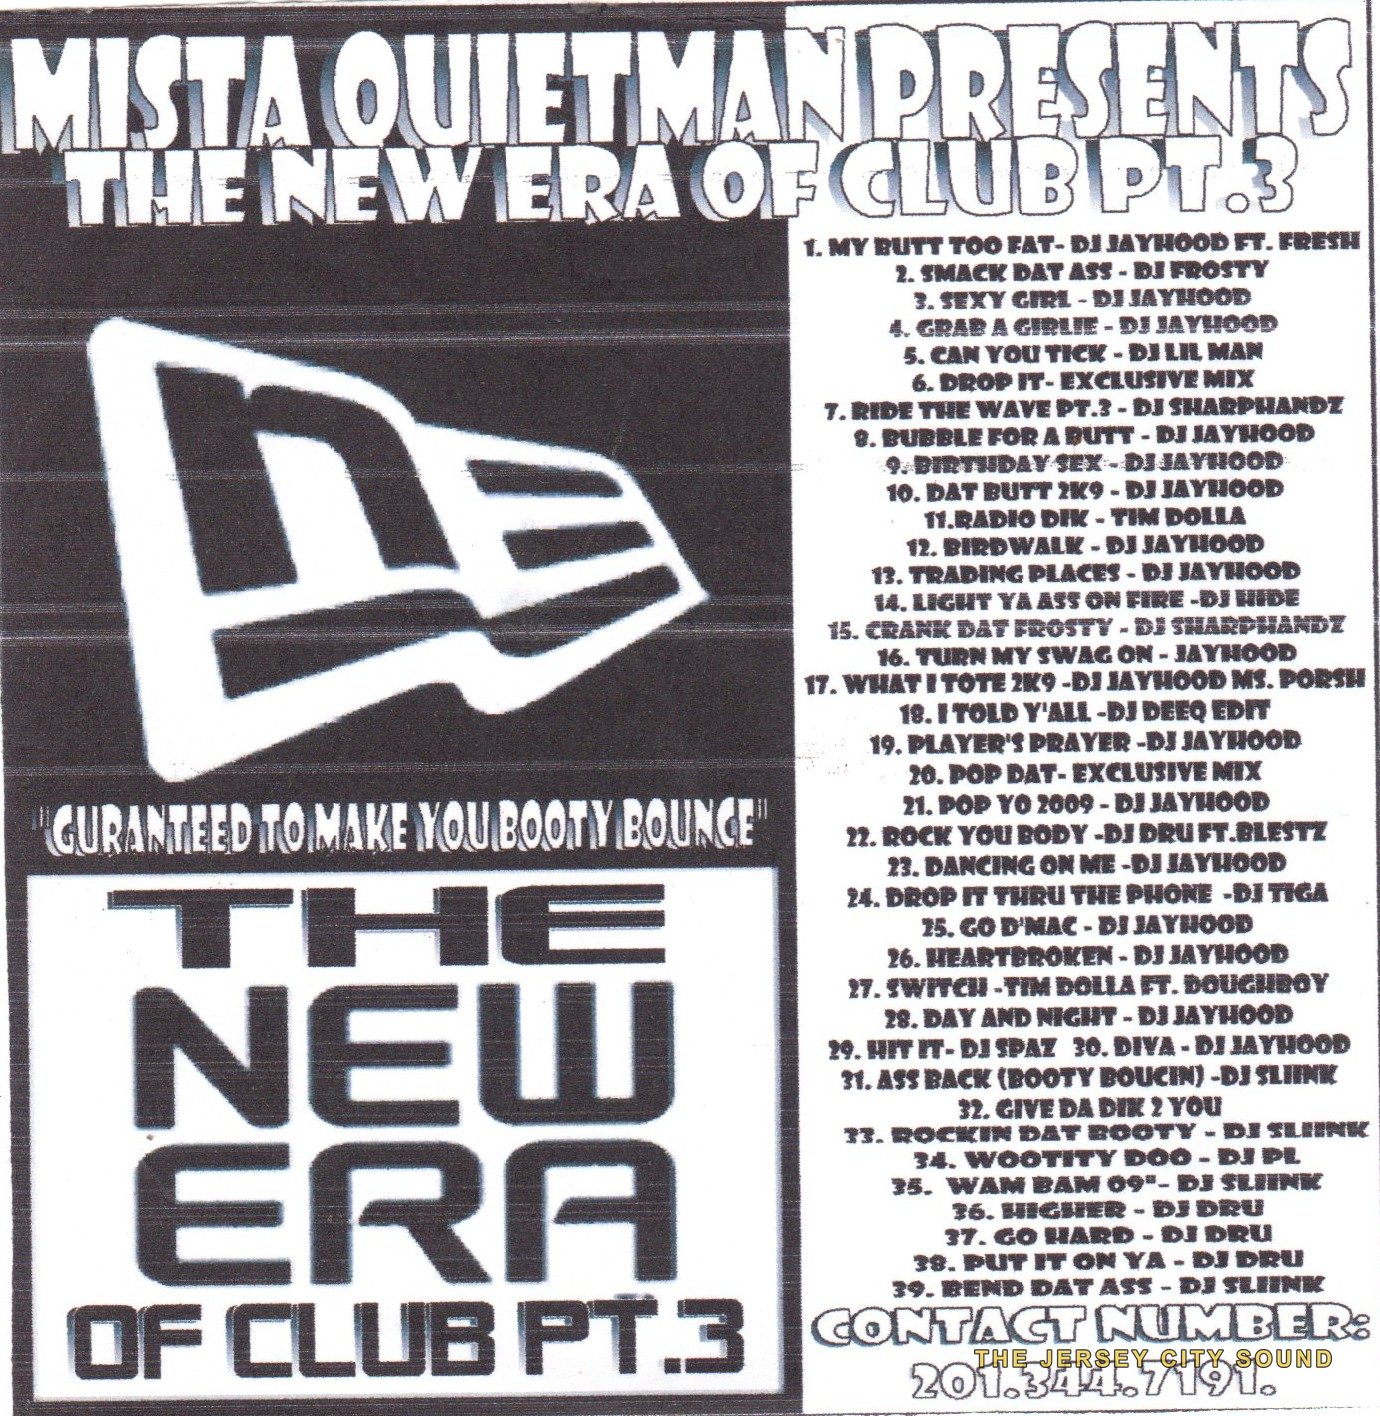 MISTA QUIETMAN PRESENTS
THE NEW ERA OF CLUB PT.3
1. MY BUTT TOO FAT- DJ JAYHOOD FT. FRESH
2. SMACK DAT ASS - DJ FROSTY
3. SEXY GIRL - DJ JAYHOOD
4. GRAB A GIRLIE - DJ JAYHOOD
5. CAN YOU TICK - DJ LIL MAN
6. DROP IT- EXCLUSIVE MIX
7. RIDE THE WAVE PT.3 - DJ SHARPHANDZ
8. BUBBLE FOR A BUTT - DJ JAYHOOD
9. BIRTHDAY SEX - DJ JAYHOOD
10. DAT BUTT 2K9 - DJ JAYHOOD
11.RADIO DIK - TIM DOLLA
12. BIRDWALK - DJ JAYHOOD
13. TRADING PLACES - DJ JAYHOOD
14. LIGHT YA ASS ON FIRE -DJ HIDE
15. CRANK DAT FROSTY - DJ SHARPHANDZ
16. TURN MY SWAG ON - JAYHOOD
17. WHAT I TOTE 2K9 -DJ JAYHOOD MS. PORSH
18. I TOLD Y'ALL -DJ DEEQ EDIT
19. PLAYER'S PRAYER -DJ JAYHOOD
20. POP DAT- EXCLUSIVE MIX
21. POP YO 2009 - DJ JAYHOOD
22. ROCK YOU BODY -DJ DRU FT.BLESTZ
23. DANCING ON ME -DJ JAYHOOD
24. DROP IT THRU THE PHONE -DJ TIGA
25. GO D'MAC - DJ JAYHOOD
26. HEARTBROKEN - DJ JAYHOOD
27. SWITCH -TIM DOLLA FT. DOUGHBOY
28. DAY AND NIGHT - DJ JAYHOOD
29. HIT IT- DJ SPAZ 30. DIVA - DJ JAYHOOD
31. ASS BACK (BOOTY BOUCIN) -DJ SLIINK
32. GIVE DA DIK 2 YOU
33. ROCKIN DAT BOOTY - DJ SLIINK
34. WOOTITY DOO - DJ PL
35. WAM BAM 09"- DJ SLIINK
36. HIGHER - DJ DRU
37. GO HARD - DJ DRU
38. PUT IT ON YA - DJ DRU
39. BEND DAT ASS - DJ SLIINK
CONTACT NUMBER:
THE JERSEY CITY SOUND
201.344.7191.
"GURANTEED TO MAKE YOU BOOTY BOUNCE"
THE
NEW
ERA
OF CLUB PT.3